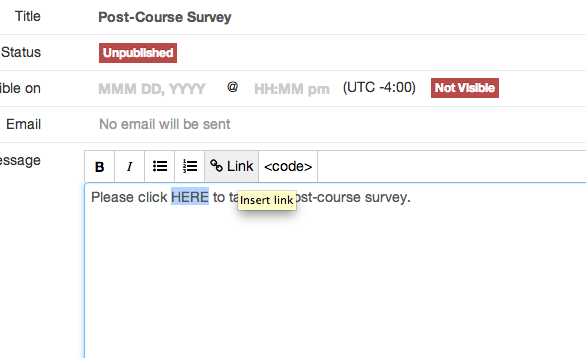 Title Post-Course Survey
Status Unpublished
ible on MMM DD, YYYY @ HH:MM pm (UTC -4:00) Not Visible
Email No email will be sent
essage
B I Link <code>
Please click HERE to ta ost-course survey.
Insert link